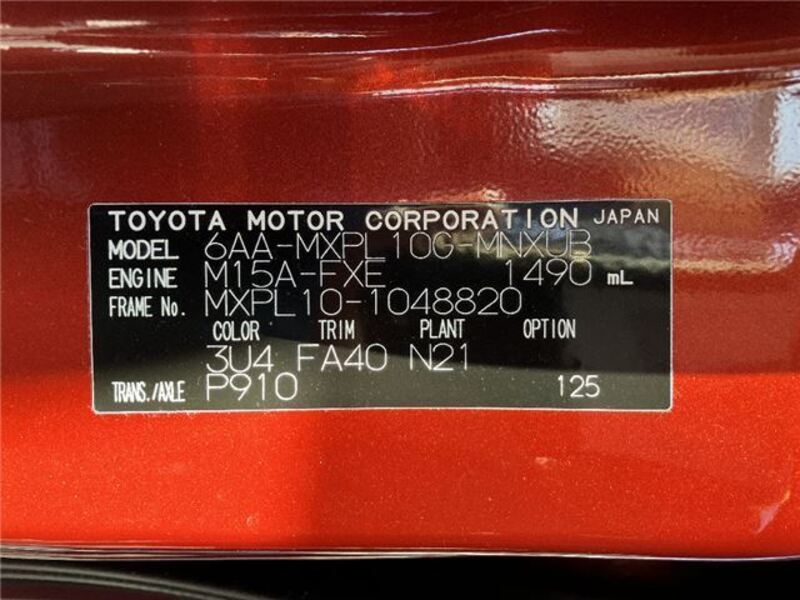 TOYOTA MOTOR CORPORATION JAPAN
MODEL 6AA-MXPL10G-MNXUB
ENGINE M15A-FXE 1490 mL
FRAME No. MXPL10-1048820
COLOR TRIM PLANT OPTION
3U4 FA40 N21
TRANS./AXLE P910 125